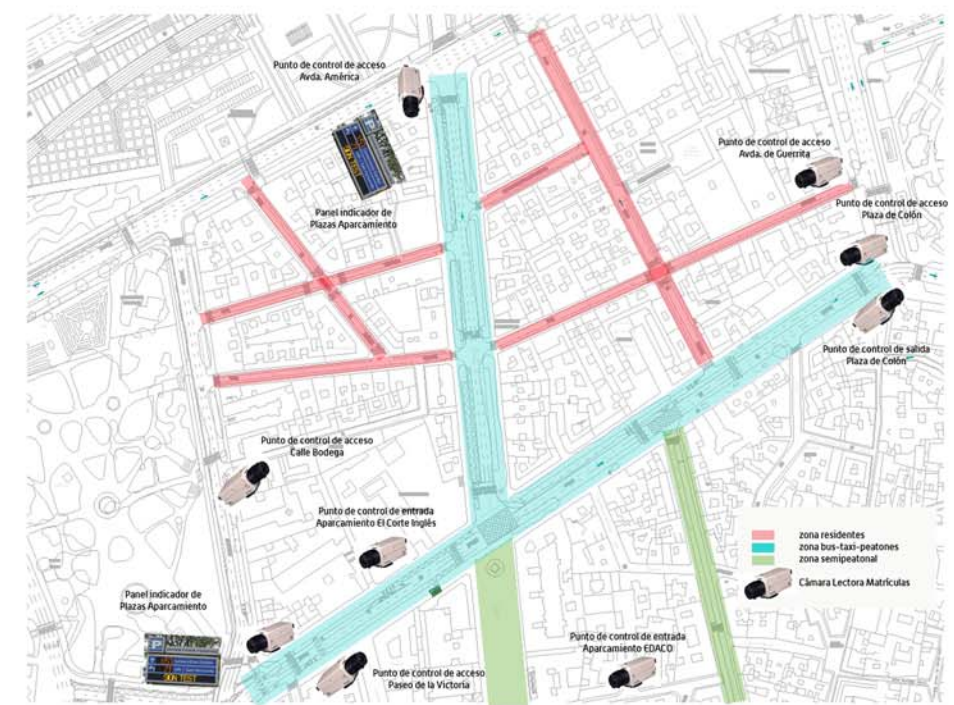 Punto de control de acceso
Avda. América
Panel indicador de
Plazas Aparcamiento
Punto de control de acceso
Avda. de Guerrita
Punto de control de acceso
Plaza de Colón
Punto de control de salida
Plaza de Colón
Punto de control de acceso
Calle Bodega
Punto de control de entrada
Aparcamiento El Corte Inglés
zona residentes
zona bus-taxi-peatones
zona semipeatonal
Cámara Lectora Matrículas
Panel indicador de
Plazas Aparcamiento
Punto de control de acceso
Paseo de la Victoria
Punto de control de entrada
Aparcamiento EDACO